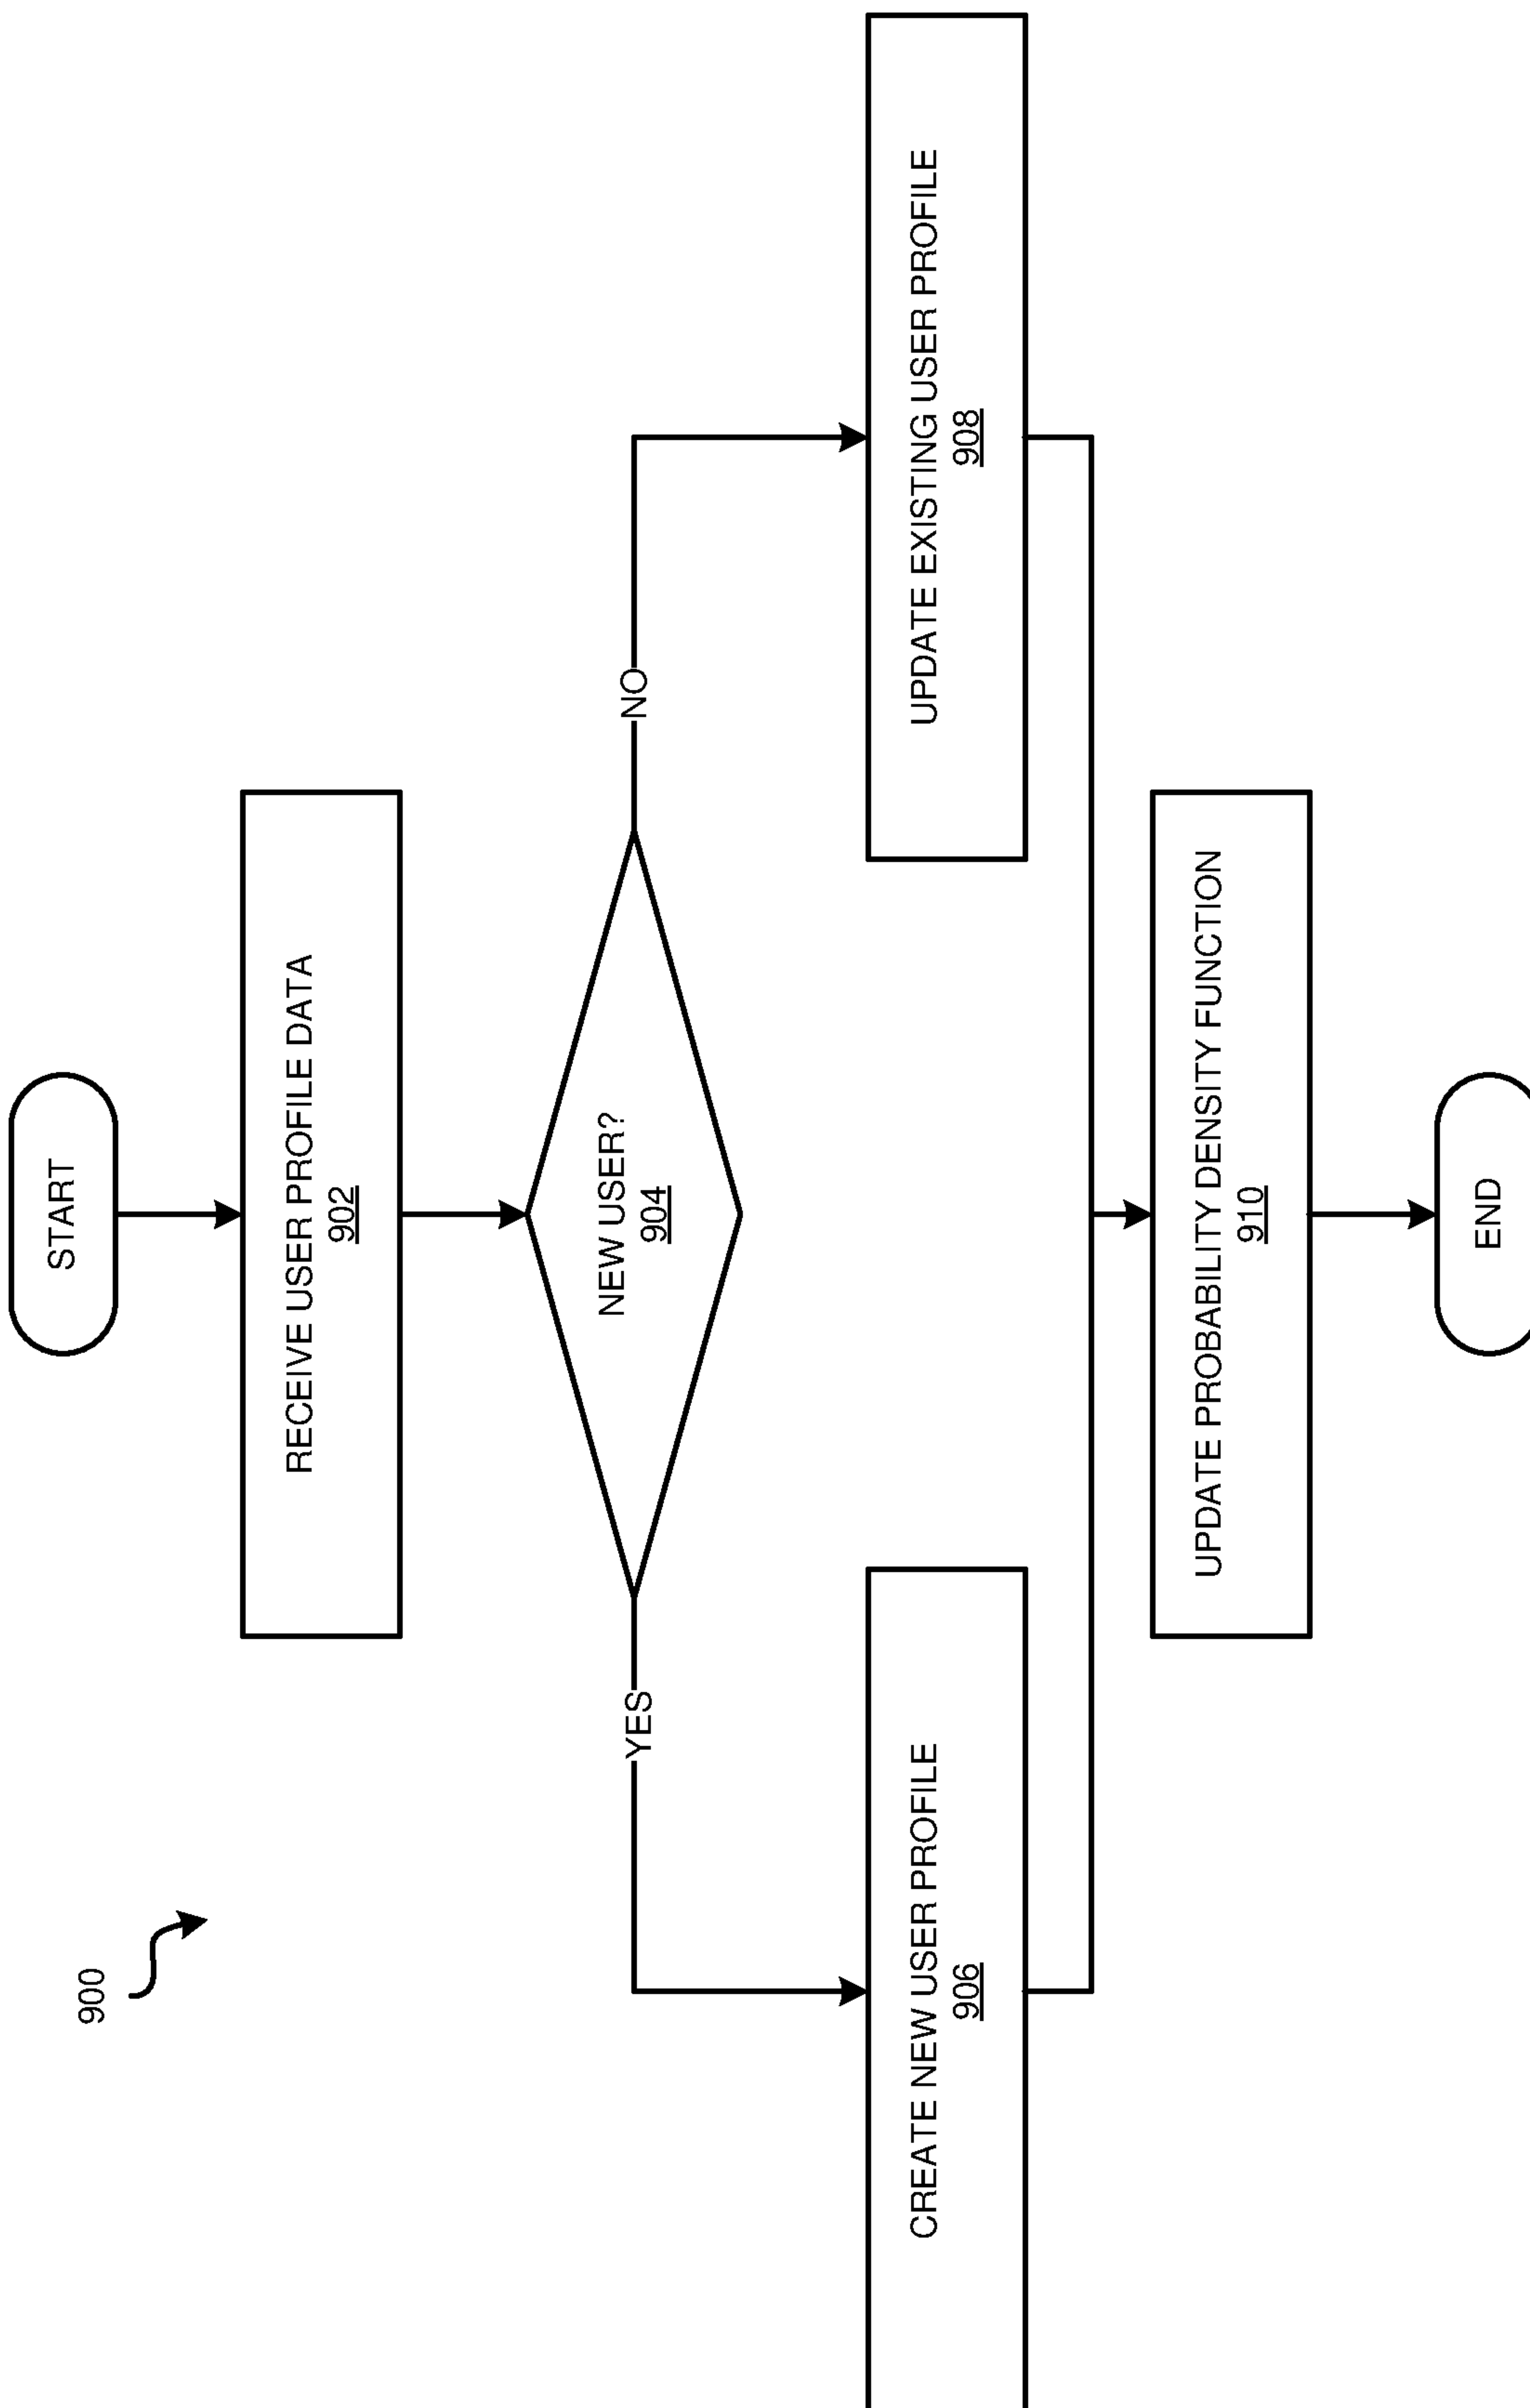 900
START
RECEIVE USER PROFILE DATA
902
NEW USER?
904
YES
NO
CREATE NEW USER PROFILE
906
UPDATE EXISTING USER PROFILE
908
UPDATE PROBABILITY DENSITY FUNCTION
910
END